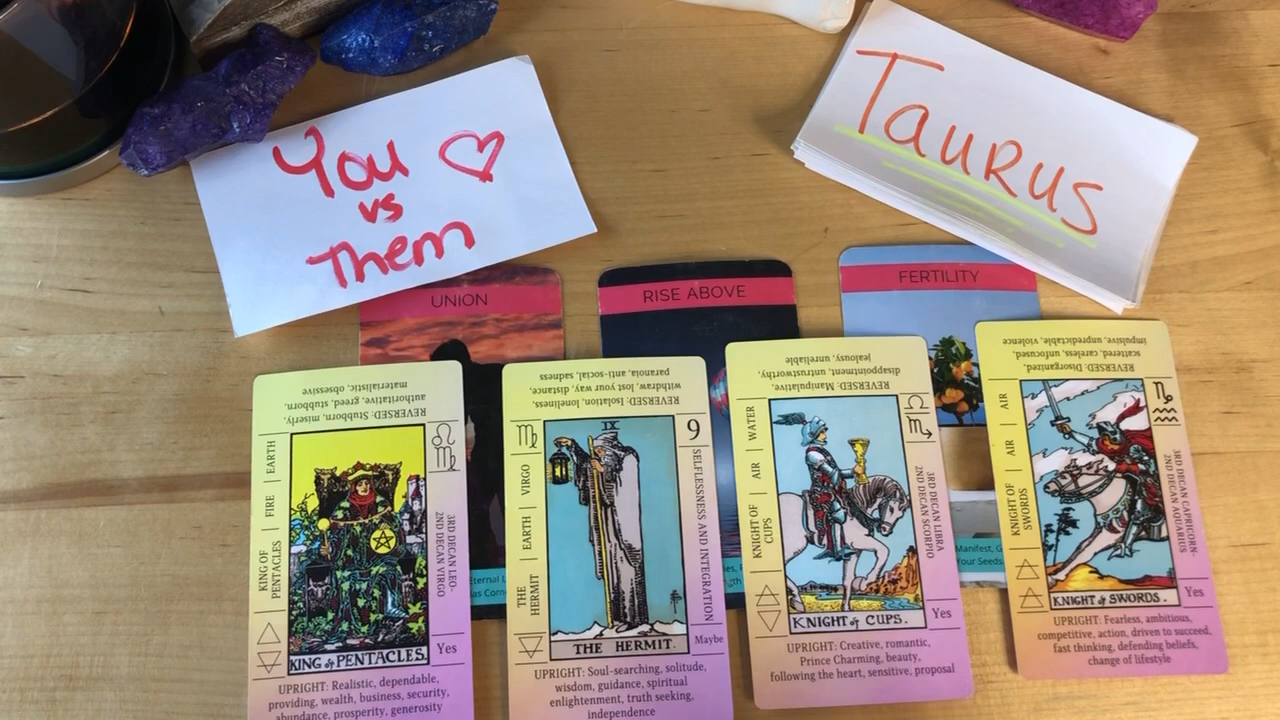 You
vs
Them
Taurus
UNION
RISE ABOVE
FERTILITY
REVERSED: Stubborn, miserly,
authoritative, greed, stubborn,
materialistic, obsessive
KING OF
PENTACLES
FIRE
EARTH
3RD DECAN LEO-
2ND DECAN VIRGO
KING of PENTACLES.
Yes
UPRIGHT: Realistic, dependable,
providing, wealth, business, security,
abundance, prosperity, generosity
REVERSED: Isolation, loneliness,
withdraw, lost your way, distance,
paranoia, anti-social, sadness
9
THE
HERMIT
EARTH
VIRGO
IX
SELFLESSNESS AND INTEGRATION
THE HERMIT.
Maybe
UPRIGHT: Soul-searching, solitude,
wisdom, guidance, spiritual
enlightenment, truth seeking,
independence
REVERSED: Manipulative,
disappointment, untrustworthy,
jealousy, unreliable
KNIGHT OF
CUPS
AIR
WATER
3RD DECAN LIBRA
2ND DECAN SCORPIO
KNIGHT of CUPS.
Yes
UPRIGHT: Creative, romantic,
Prince Charming, beauty,
following the heart, sensitive, proposal
REVERSED: Disorganized,
scattered, careless, unfocused,
impulsive, unpredictable, violence
KNIGHT OF
SWORDS
AIR
AIR
3RD DECAN CAPRICORN-
2ND DECAN AQUARIUS
KNIGHT of SWORDS.
Yes
UPRIGHT: Fearless, ambitious,
competitive, action, driven to succeed,
fast thinking, defending beliefs,
change of lifestyle
Manifest,
Your Seeds